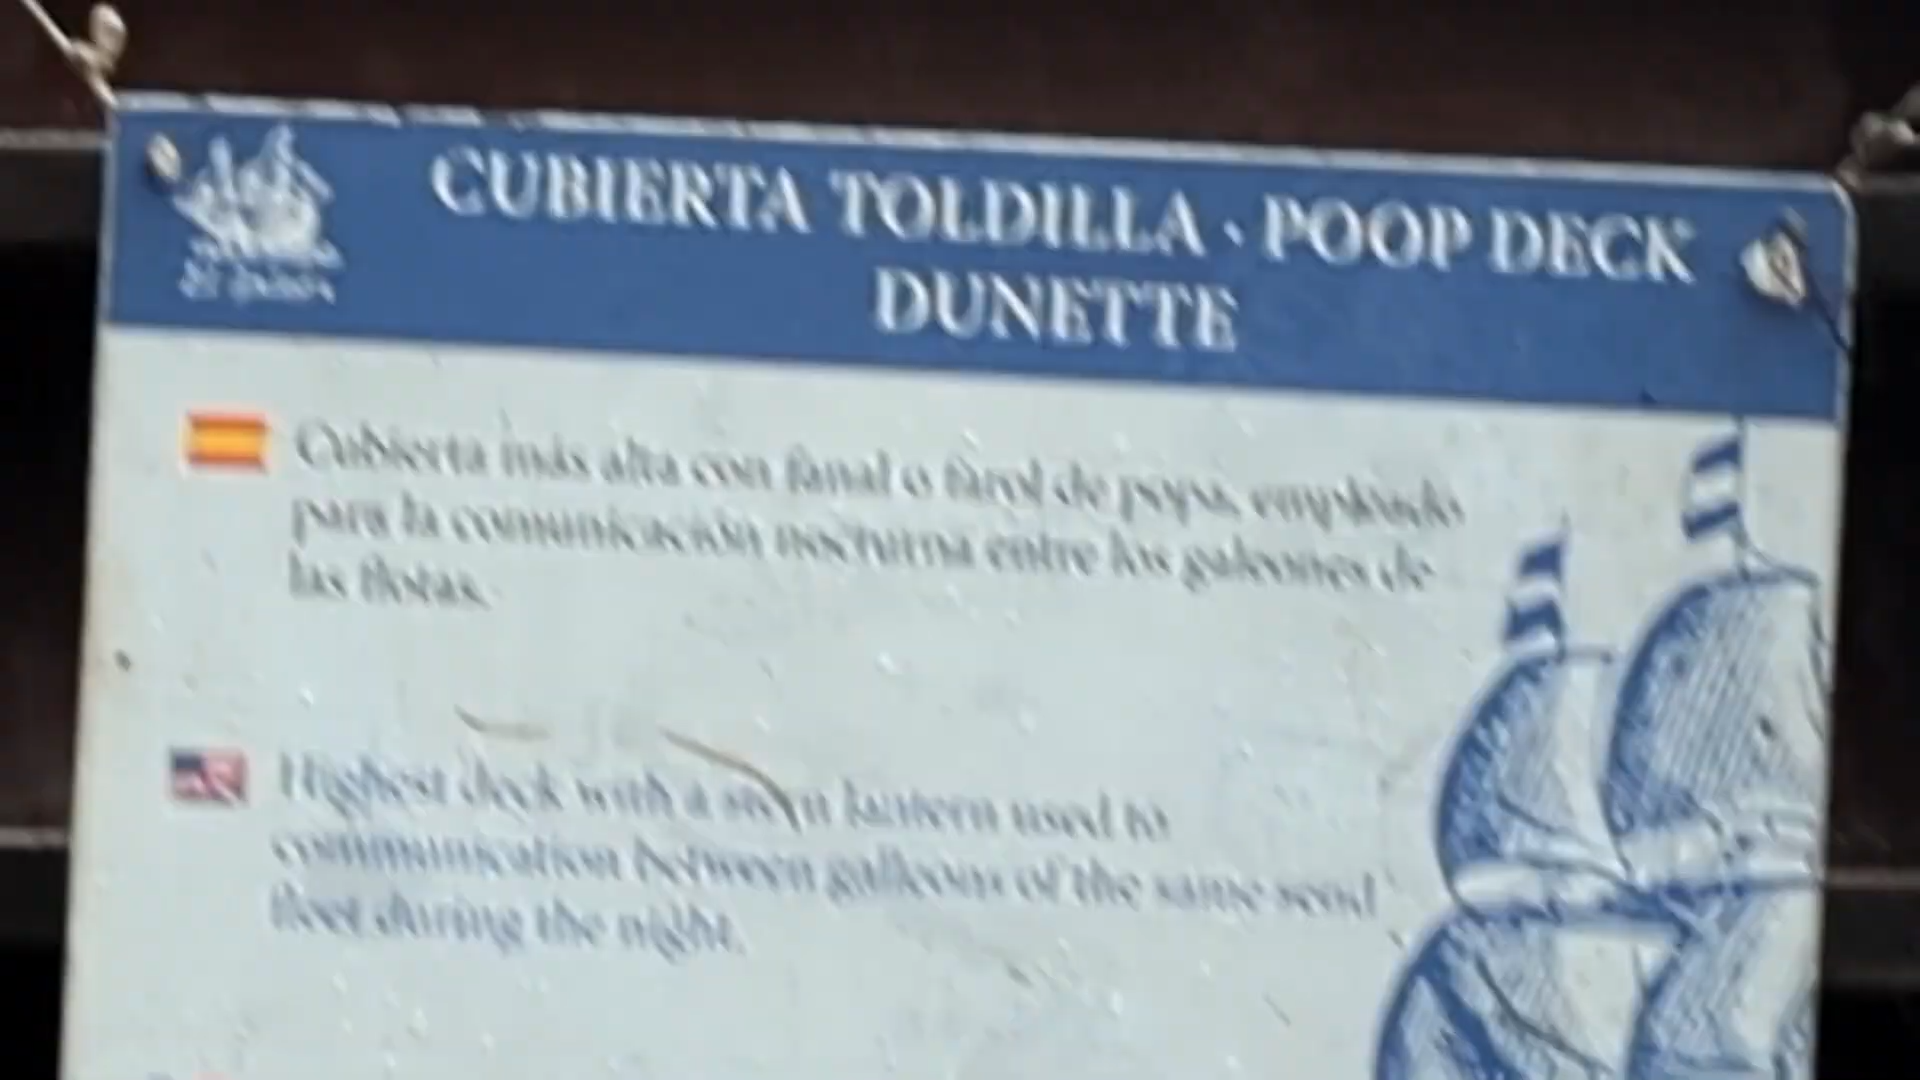 CUBIERTA TOLDILLA · POOP DECK
DUNETTE
Cubierta más alta con fanal o farol de popa, empleado
para la comunicación nocturna entre los galeones de
las flotas.
Highest deck with a stern lantern used to
communication between galleons of the same
fleet during the night.